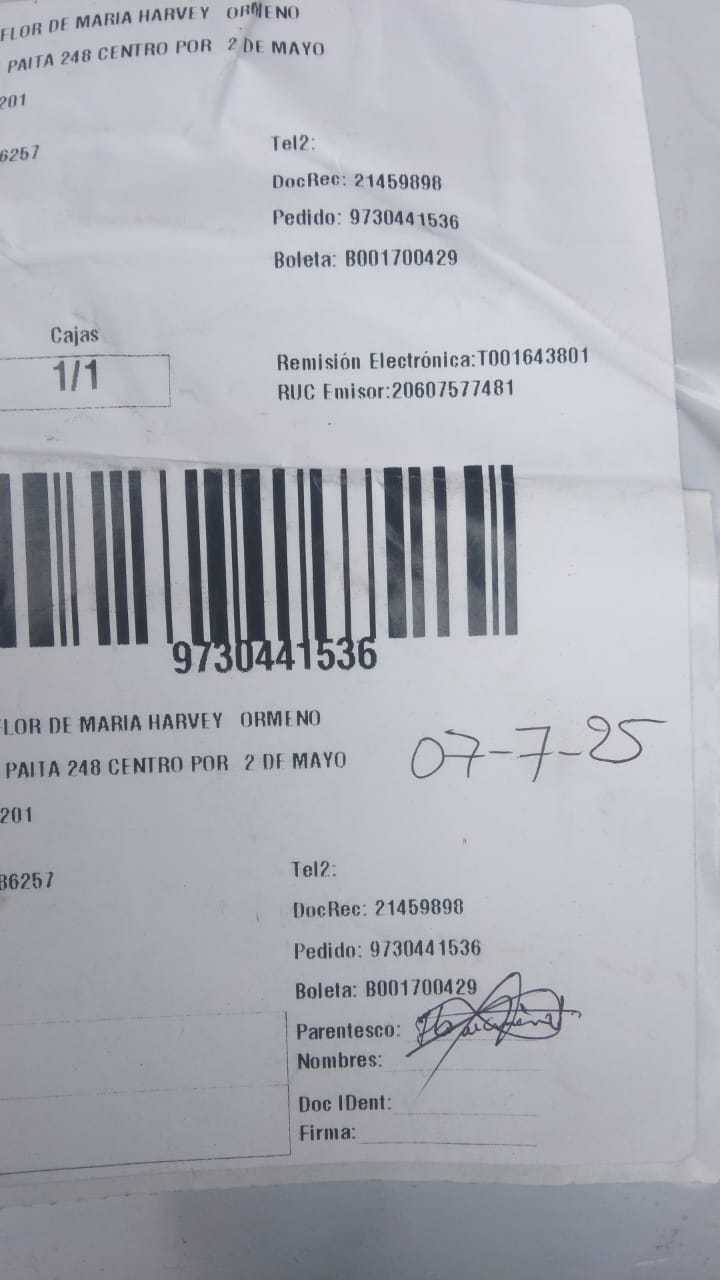 FLOR DE MARIA HARVEY ORMENO
PAITA 248 CENTRO POR 2 DE MAYO
201
6257
Tel2:
DocRec: 21459898
Pedido: 9730441536
Boleta: B001700429
Cajas
1/1
Remisión Electrónica:T001643801
RUC Emisor:20607577481
9730441536
FLOR DE MARIA HARVEY ORMENO
07-7-25
PAITA 248 CENTRO POR 2 DE MAYO
201
86257
Tel2:
DocRec: 21459898
Pedido: 9730441536
Boleta: B001700429
Parentesco:
Nombres:
Doc IDent:
Firma: